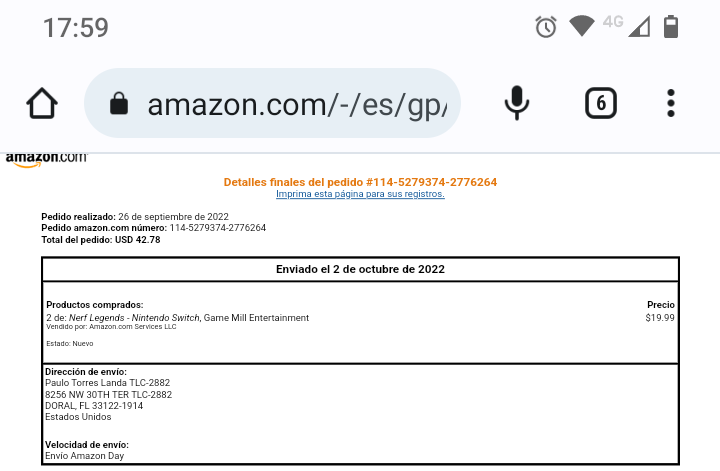 17:59
4G
amazon.com/-/es/gp/
6
amazon.com
Detalles finales del pedido #114-5279374-2776264
Imprima esta página para sus registros.
Pedido realizado: 26 de septiembre de 2022
Pedido amazon.com número: 114-5279374-2776264
Total del pedido: USD 42.78
Enviado el 2 de octubre de 2022
Productos comprados: Precio
2 de: Nerf Legends - Nintendo Switch, Game Mill Entertainment $19.99
Vendido por: Amazon.com Services LLC
Estado: Nuevo
Dirección de envío:
Paulo Torres Landa TLC-2882
8256 NW 30TH TER TLC-2882
DORAL, FL 33122-1914
Estados Unidos
Velocidad de envío:
Envío Amazon Day